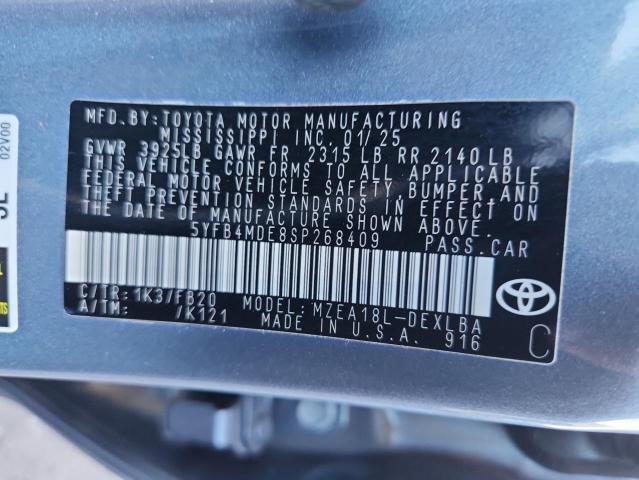 MFD.BY:TOYOTA MOTOR MANUFACTURING
MISSISSIPPI INC.01/25
GVWR 3925LB GAWR FR 2315 LB RR 2140 LB
THIS VEHICLE CONFORMS TO ALL APPLICABLE
FEDERAL MOTOR VEHICLE SAFETY, BUMPER,AND
THEFT PREVENTION STANDARDS IN EFFECT ON
THE DATE OF MANUFACTURE SHOWN ABOVE.
5YFB4MDE8SP268409 PASS.CAR
C/TR: 1K3/FB20 MODEL: MZEA18L-DEXLBA
A/TM: /K121 MADE IN U.S.A. 916
C
02V00